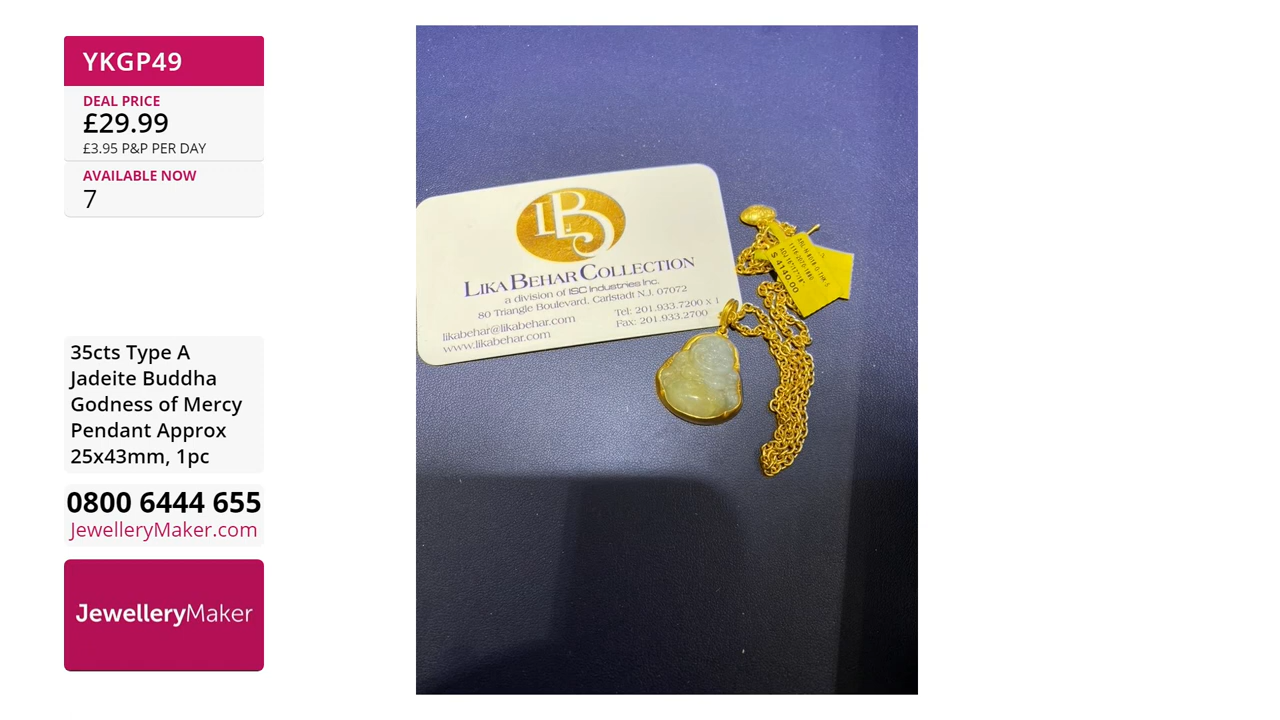 YKGP49
DEAL PRICE
£29.99
£3.95 P&P PER DAY
AVAILABLE NOW
7
35cts Type A
Jadeite Buddha
Godness of Mercy
Pendant Approx
25x43mm, 1pc
0800 6444 655
JewelleryMaker.com
JewelleryMaker
LB
LIKA BEHAR COLLECTION
a division of ISC Industries Inc.
80 Triangle Boulevard, Carlstadt N.J. 07072
likabehar@likabehar.com
www.likabehar.com
Tel: 201.933.7200 x 1
Fax: 201.933.2700
$ 4140.00